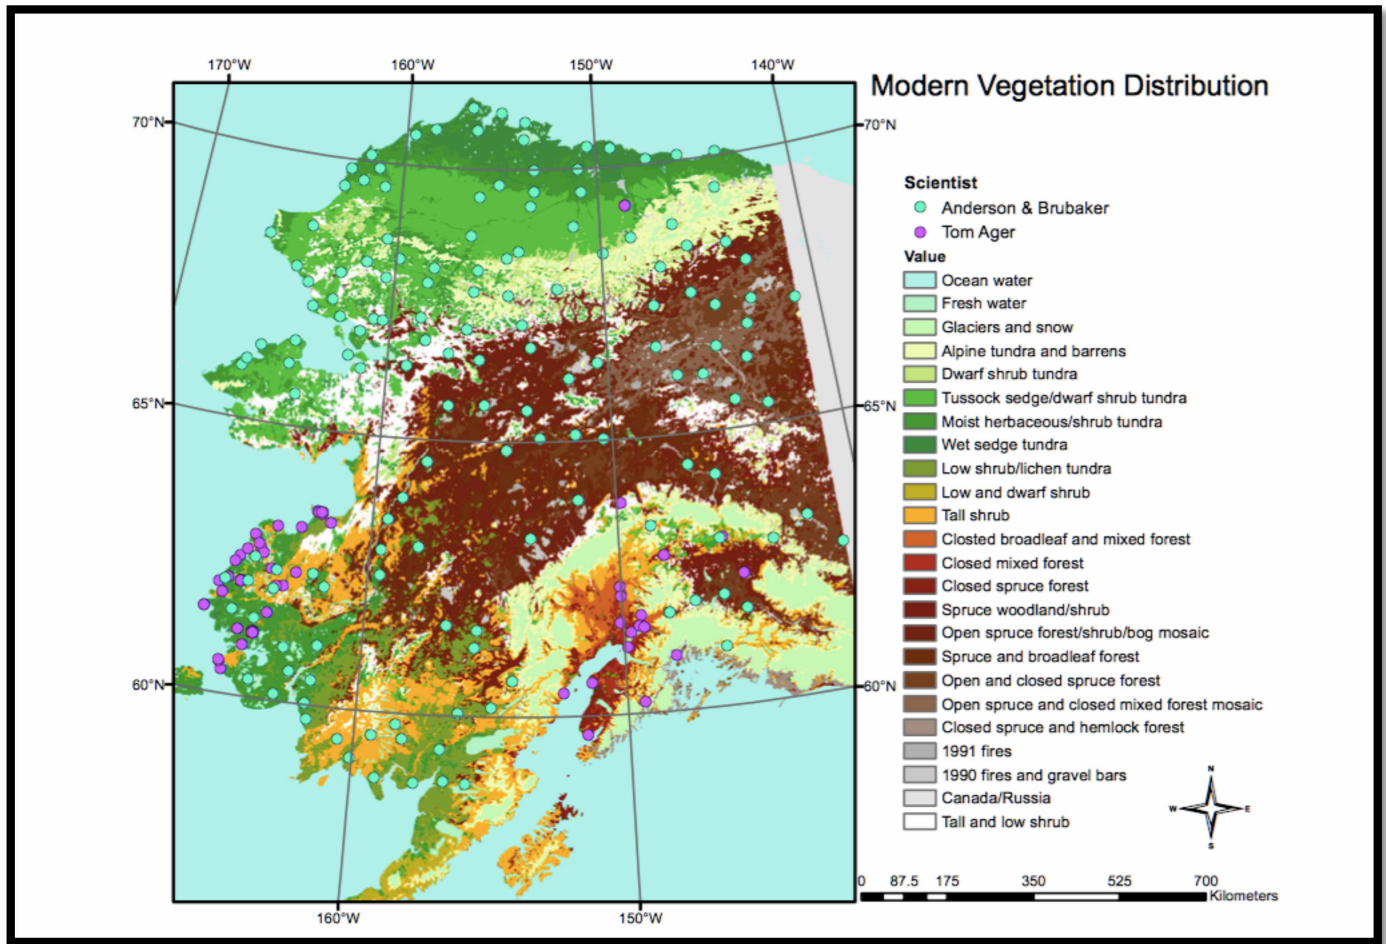 170°W 160°W 150°W 140°W
Modern Vegetation Distribution
70°N 70°N
65°N 65°N
60°N 60°N
160°W 150°W
Scientist
Anderson & Brubaker
Tom Ager
Value
Ocean water
Fresh water
Glaciers and snow
Alpine tundra and barrens
Dwarf shrub tundra
Tussock sedge/dwarf shrub tundra
Moist herbaceous/shrub tundra
Wet sedge tundra
Low shrub/lichen tundra
Low and dwarf shrub
Tall shrub
Closted broadleaf and mixed forest
Closed mixed forest
Closed spruce forest
Spruce woodland/shrub
Open spruce forest/shrub/bog mosaic
Spruce and broadleaf forest
Open and closed spruce forest
Open spruce and closed mixed forest mosaic
Closed spruce and hemlock forest
1991 fires
1990 fires and gravel bars
Canada/Russia
Tall and low shrub
N
W E
S
0 87.5 175 350 525 700
Kilometers